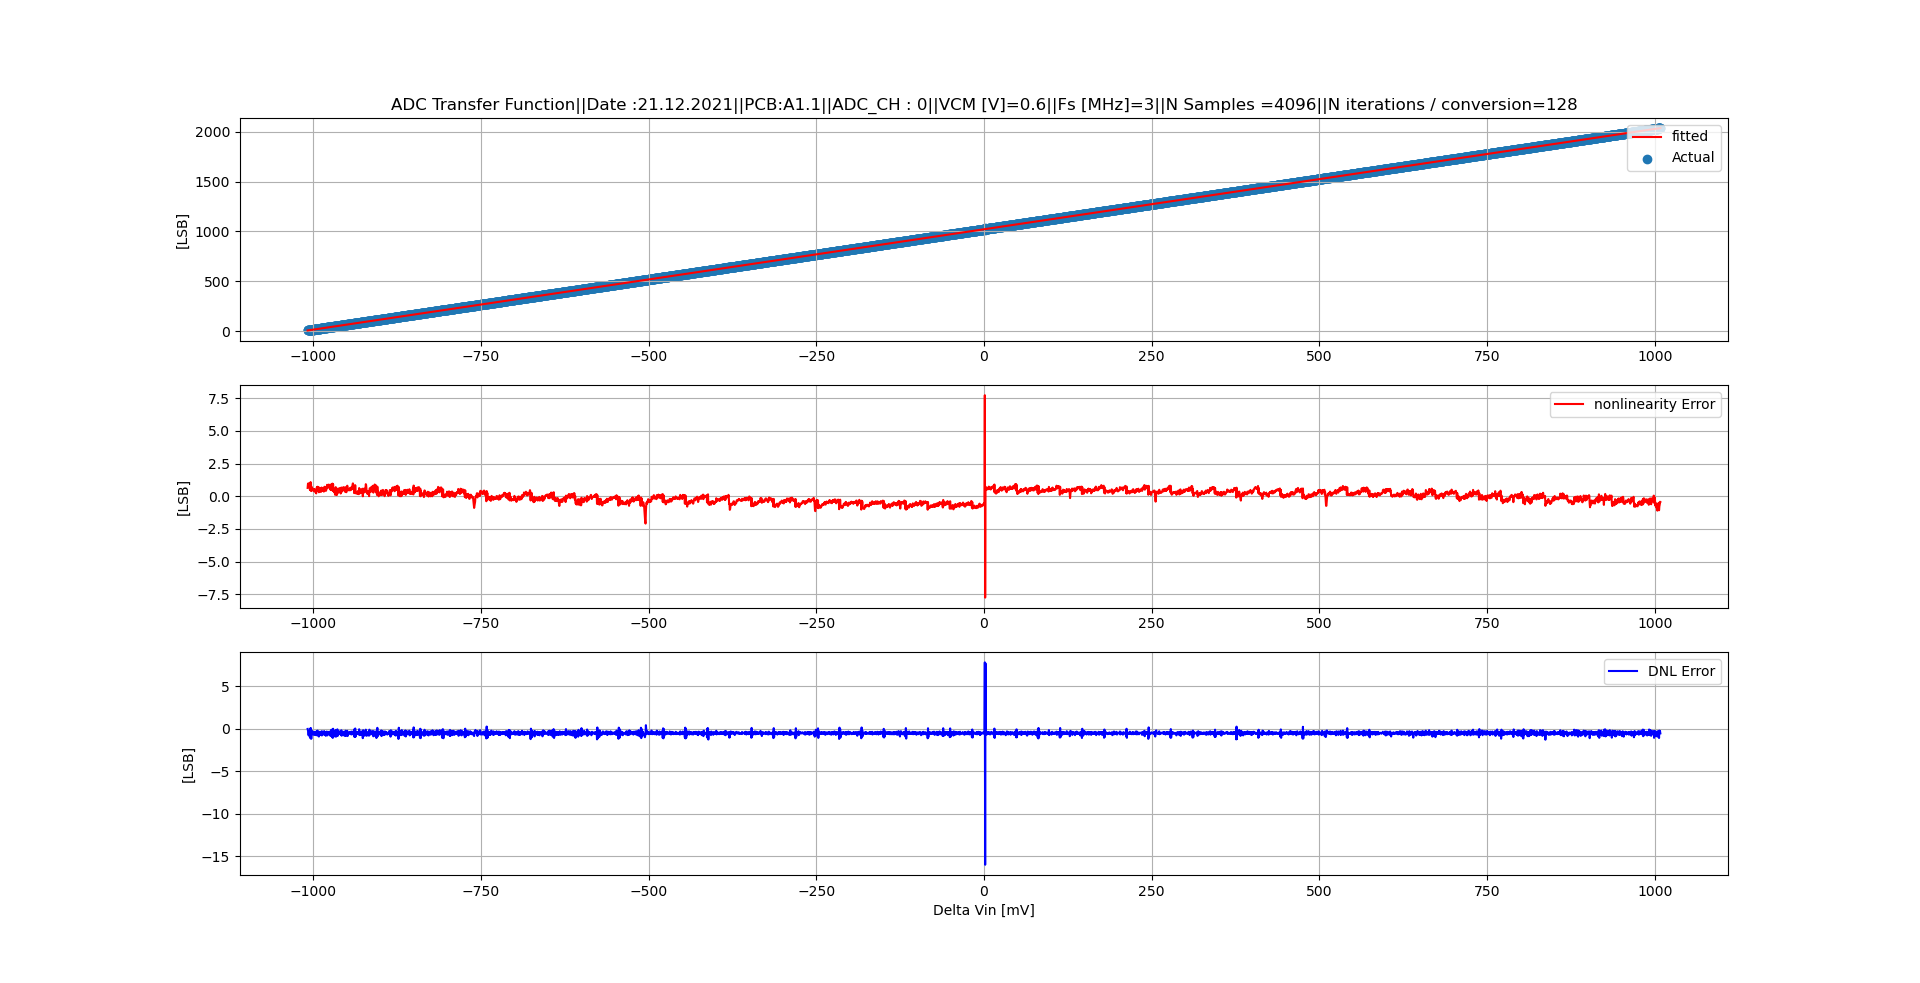 ADC Transfer Function||Date :21.12.2021||PCB:A1.1||ADC_CH : 0||VCM [V]=0.6||Fs [MHz]=3||N Samples =4096||N iterations / conversion=128
2000
1500
1000
500
0
[LSB]
fitted
Actual
−1000 −750 −500 −250 0 250 500 750 1000
7.5
5.0
2.5
0.0
−2.5
−5.0
−7.5
[LSB]
nonlinearity Error
−1000 −750 −500 −250 0 250 500 750 1000
5
0
−5
−10
−15
[LSB]
DNL Error
−1000 −750 −500 −250 0 250 500 750 1000
Delta Vin [mV]